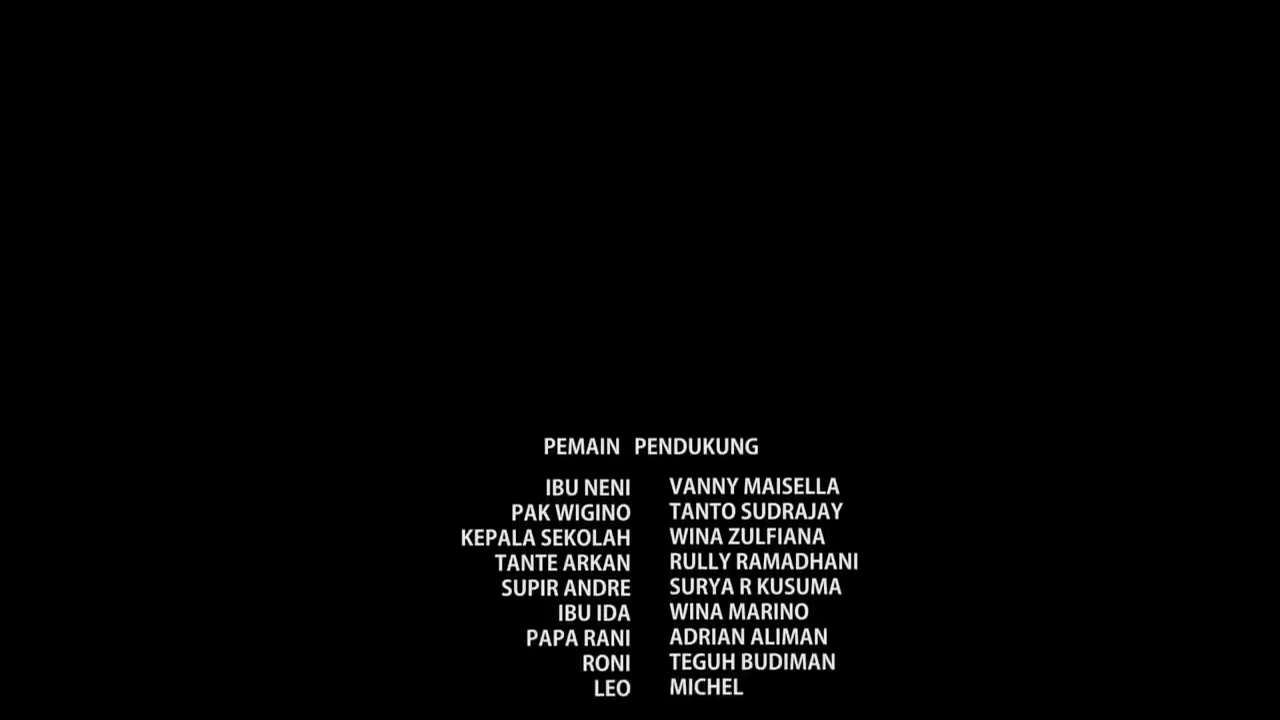 PEMAIN PENDUKUNG
IBU NENI VANNY MAISELLA
PAK WIGINO TANTO SUDRAJAY
KEPALA SEKOLAH WINA ZULFIANA
TANTE ARKAN RULLY RAMADHANI
SUPIR ANDRE SURYA R KUSUMA
IBU IDA WINA MARINO
PAPA RANI ADRIAN ALIMAN
RONI TEGUH BUDIMAN
LEO MICHEL